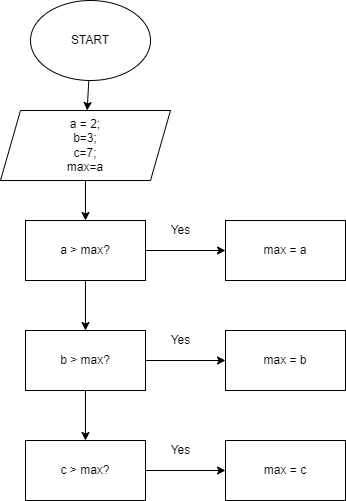 START
a = 2;
b=3;
c=7;
max=a
a > max?
Yes
max = a
b > max?
Yes
max = b
c > max?
Yes
max = c